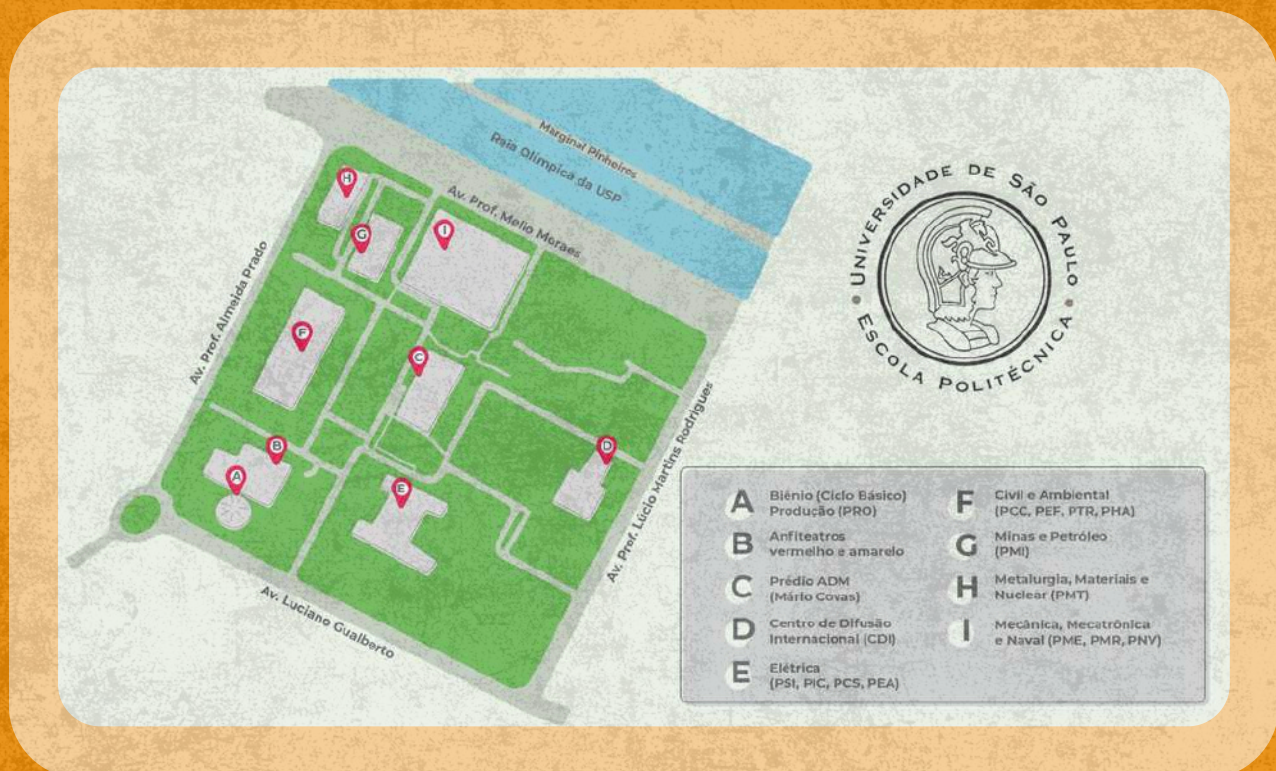 Marginal Pinheiros
Raia Olímpica da USP
Av. Prof. Mello Moraes
Av. Prof. Almeida Prado
Av. Prof. Lúcio Martins Rodrigues
Av. Luciano Gualberto
H
G
I
F
C
B
A
D
E
UNIVERSIDADE DE SÃO PAULO
ESCOLA POLITÉCNICA
A Biênio (Ciclo Básico)
Produção (PRO)
B Anfiteatros
vermelho e amarelo
C Prédio ADM
(Mário Covas)
D Centro de Difusão
Internacional (CDI)
E Elétrica
(PSI, PIC, PCS, PEA)
F Civil e Ambiental
(PCC, PEF, PTR, PHA)
G Minas e Petróleo
(PMI)
H Metalurgia, Materiais e
Nuclear (PMT)
I Mecânica, Mecatrônica
e Naval (PME, PMR, PNV)